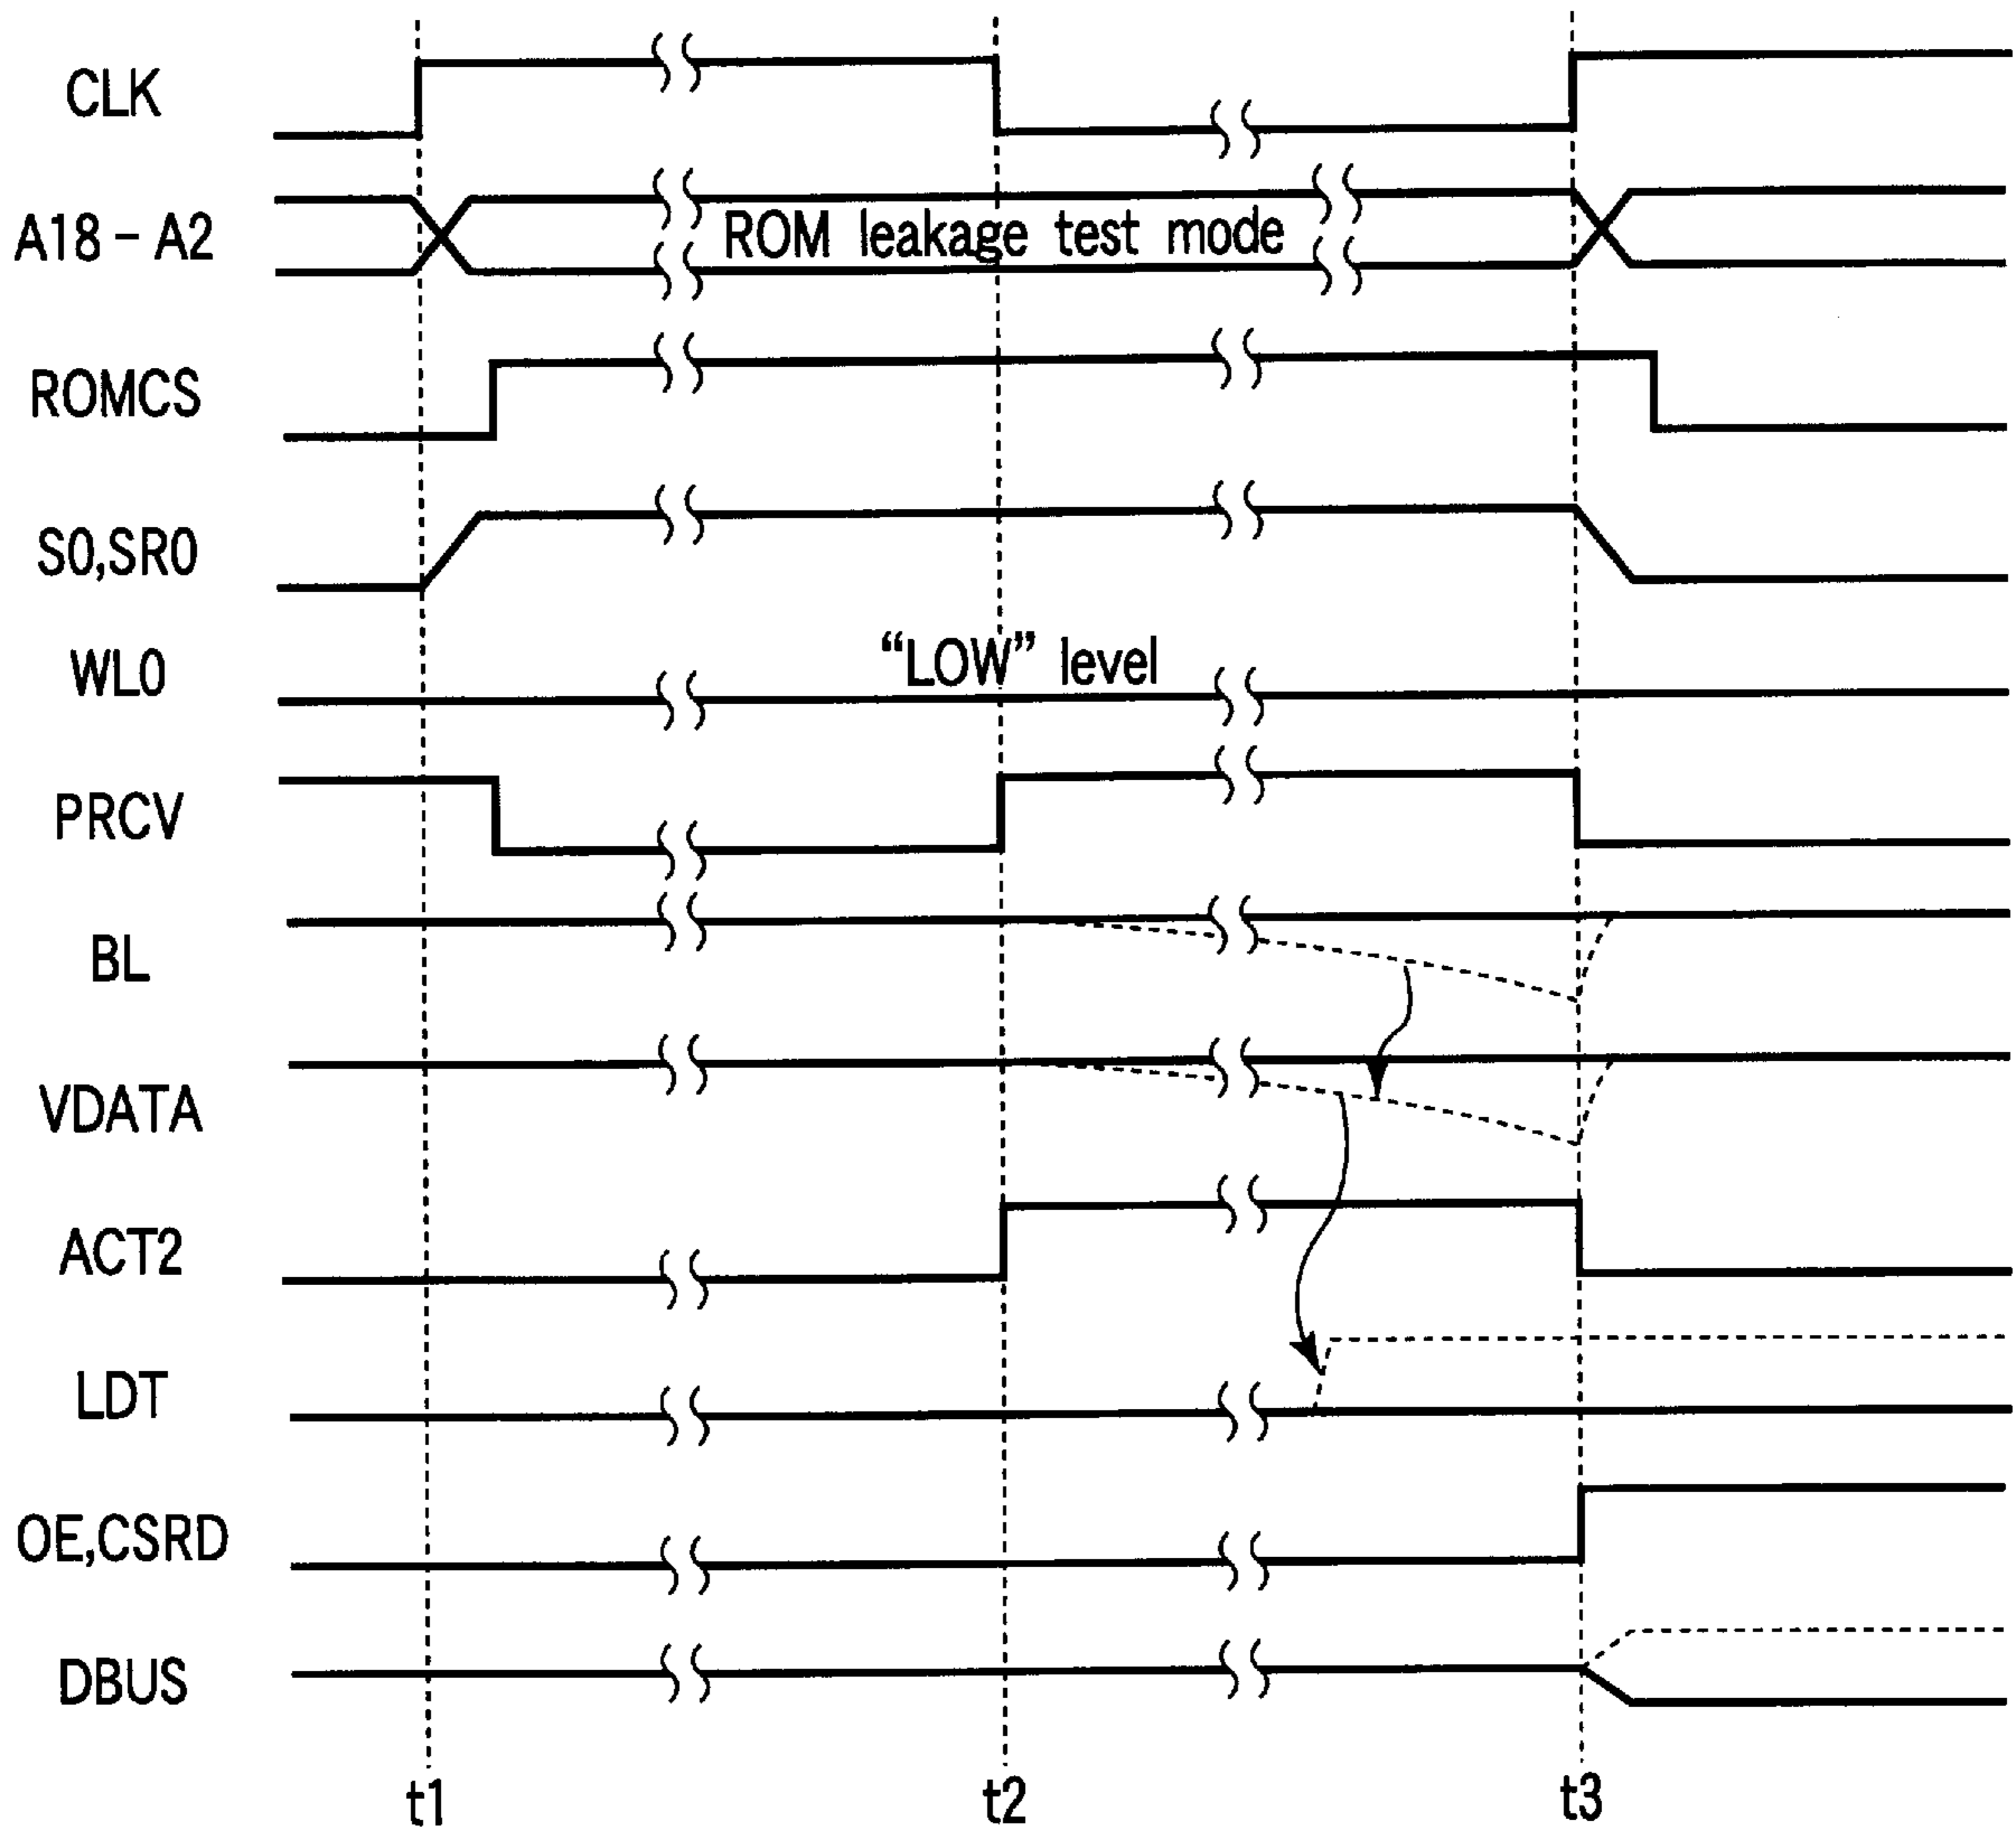 CLK
A18 - A2
ROM leakage test mode
ROMCS
S0,SR0
WL0
“LOW” level
PRCV
BL
VDATA
ACT2
LDT
OE,CSRD
DBUS
t1
t2
t3